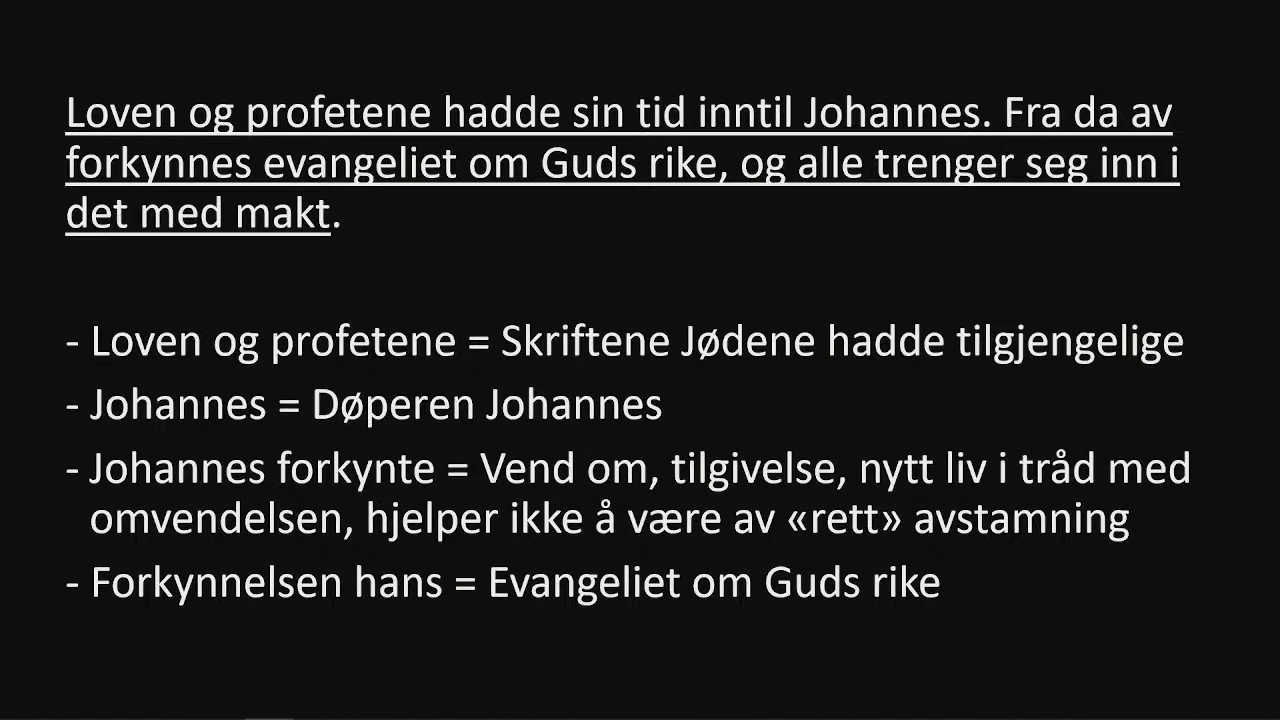 Loven og profetene hadde sin tid inntil Johannes. Fra da av
forkynnes evangeliet om Guds rike, og alle trenger seg inn i
det med makt.
- Loven og profetene = Skriftene Jødene hadde tilgjengelige
- Johannes = Døperen Johannes
- Johannes forkynte = Vend om, tilgivelse, nytt liv i tråd med
omvendelsen, hjelper ikke å være av «rett» avstamning
- Forkynnelsen hans = Evangeliet om Guds rike